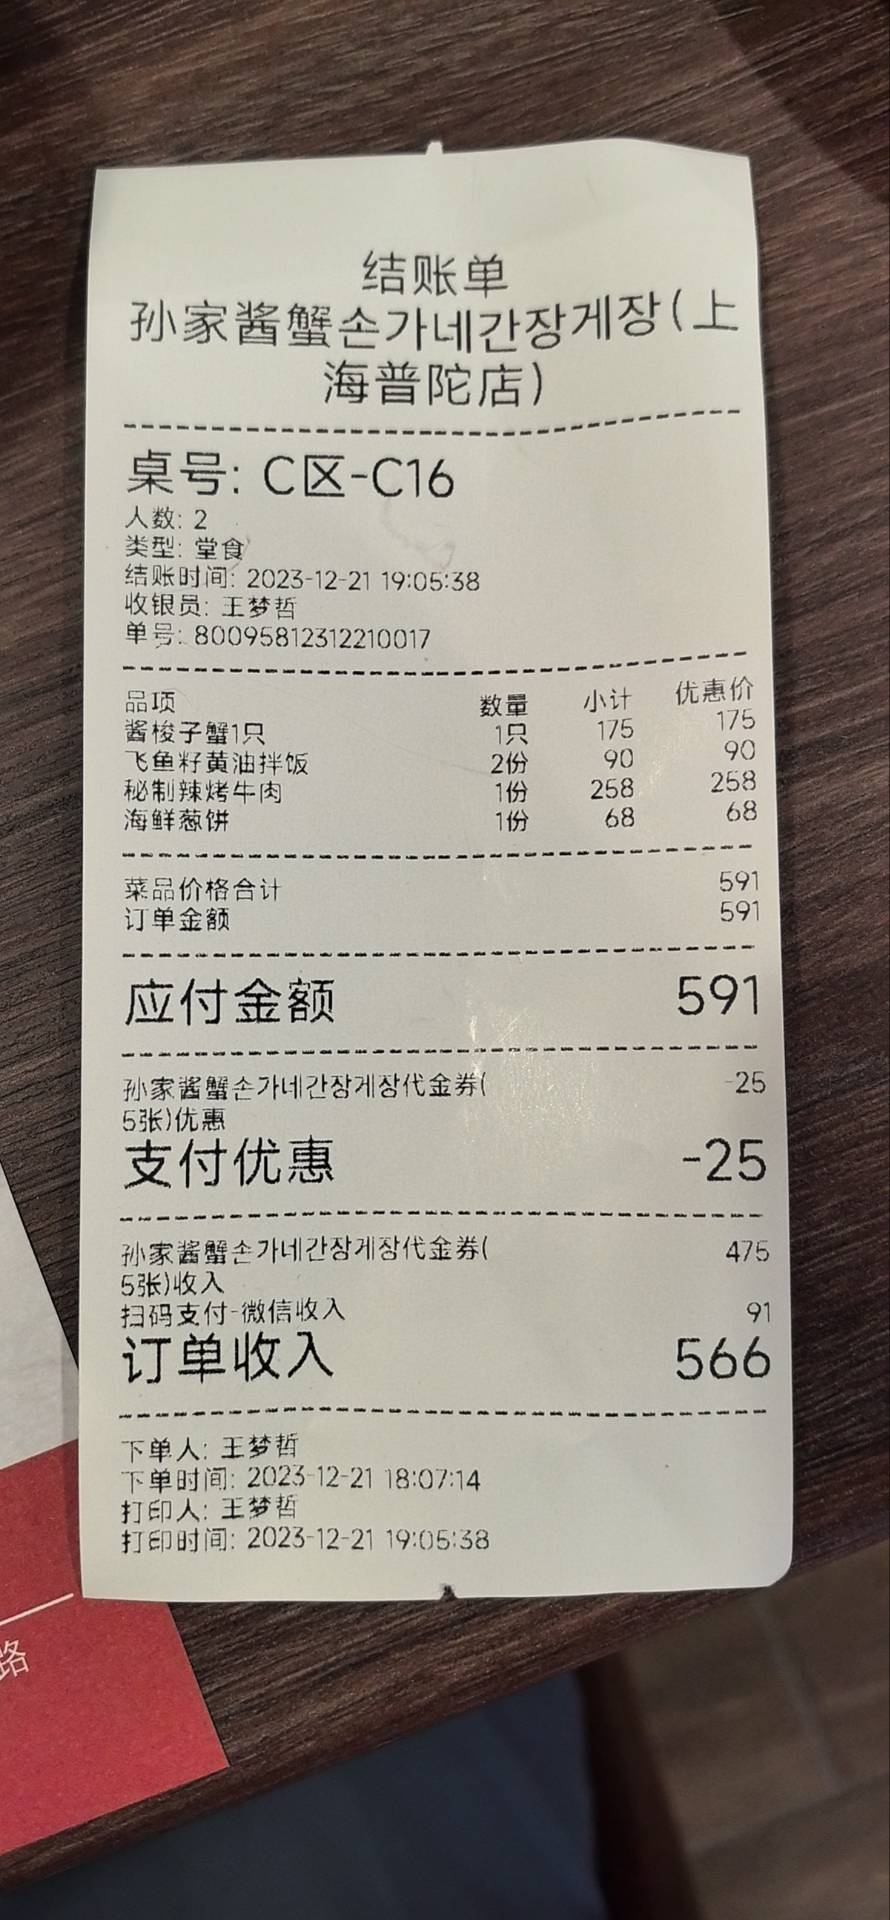 结账单
孙家酱蟹손가네간장게장(上
海普陀店)
桌号: C区-C16
人数: 2
类型: 堂食
结账时间: 2023-12-21 19:05:38
收银员: 王梦哲
单号: 80095812312210017
品项 数量 小计 优惠价
酱梭子蟹1只 1只 175 175
飞鱼籽黄油拌饭 2份 90 90
秘制辣烤牛肉 1份 258 258
海鲜葱饼 1份 68 68
菜品价格合计 591
订单金额 591
应付金额 591
孙家酱蟹손가네간장게장代金券( -25
5张)优惠
支付优惠 -25
孙家酱蟹손가네간장게장代金券( 475
5张)收入
扫码支付-微信收入 91
订单收入 566
下单人: 王梦哲
下单时间: 2023-12-21 18:07:14
打印人: 王梦哲
打印时间: 2023-12-21 19:05:38
路